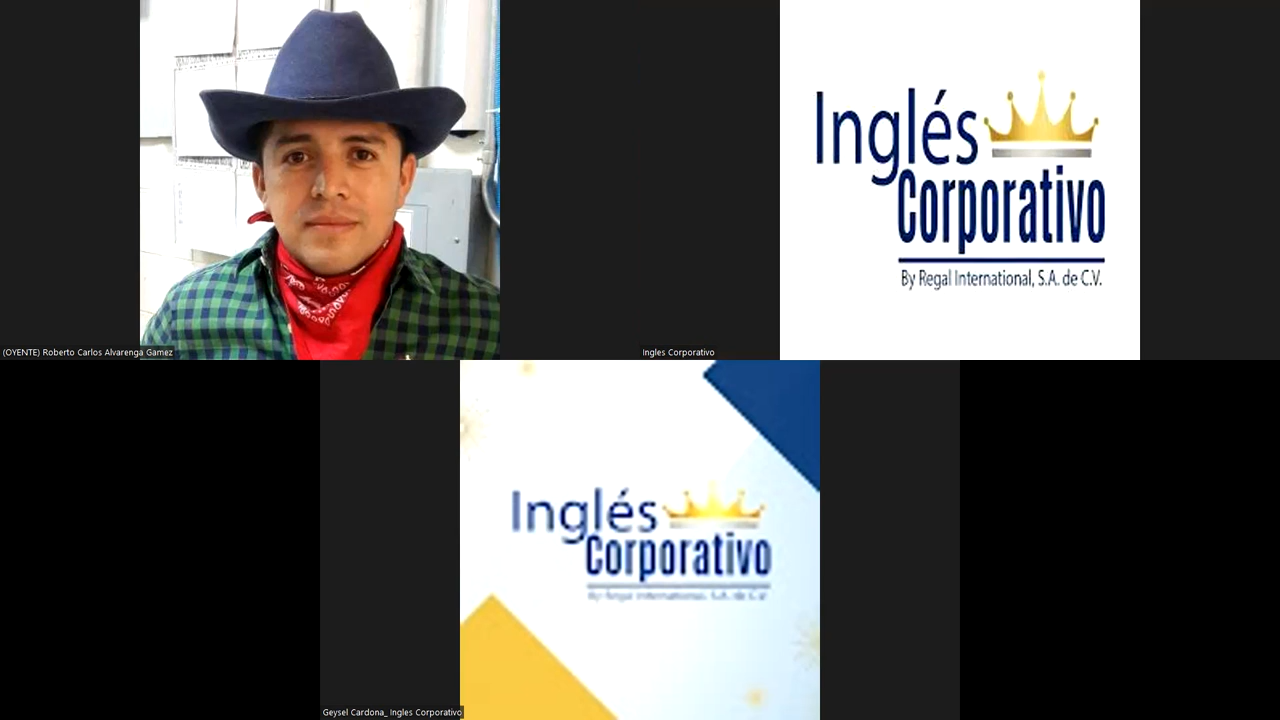 Inglés
Corporativo
By Regal International, S.A. de C.V.
(OYENTE) Roberto Carlos Alvarenga Gamez
Ingles Corporativo
Inglés
Corporativo
By Regal International, S.A. de C.V.
Geysel Cardona_ Ingles Corporativo